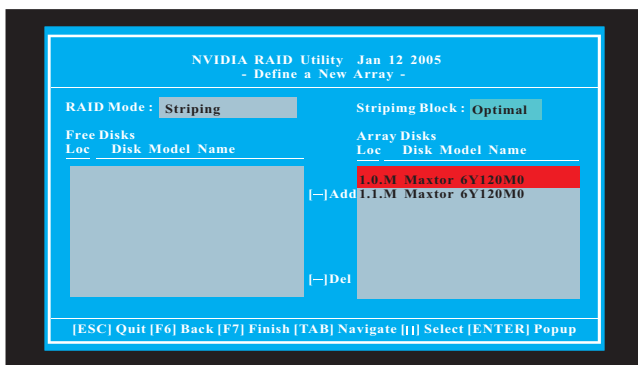 NVIDIA RAID Utility Jan 12 2005
- Define a New Array -
RAID Mode : Striping
Stripimg Block : Optimal
Free Disks
Loc Disk Model Name
Array Disks
Loc Disk Model Name
1.0.M Maxtor 6Y120M0
[–]Add
1.1.M Maxtor 6Y120M0
[–]Del
[ESC] Quit [F6] Back [F7] Finish [TAB] Navigate [||] Select [ENTER] Popup